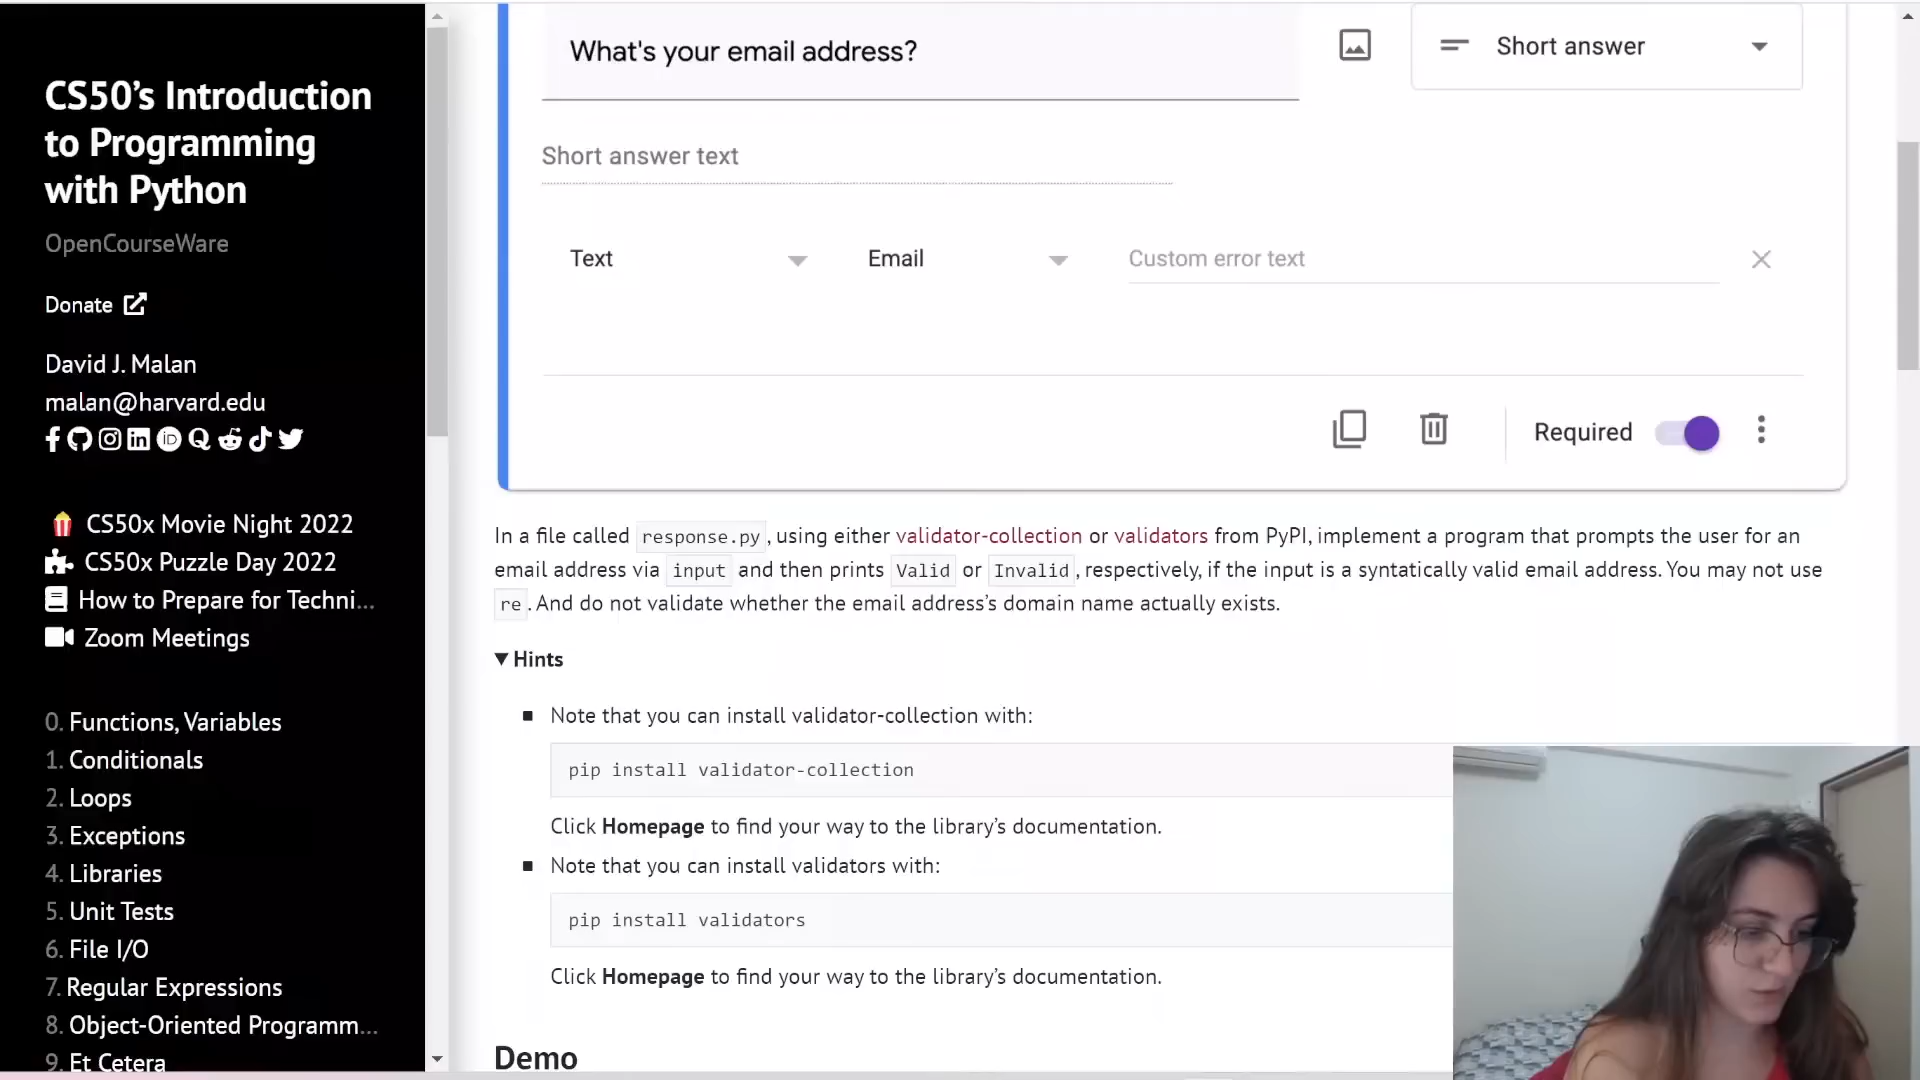 CS50’s Introduction
to Programming
with Python
OpenCourseWare
Donate
David J. Malan
malan@harvard.edu
CS50x Movie Night 2022
CS50x Puzzle Day 2022
How to Prepare for Techni...
Zoom Meetings
0. Functions, Variables
1. Conditionals
2. Loops
3. Exceptions
4. Libraries
5. Unit Tests
6. File I/O
7. Regular Expressions
8. Object-Oriented Programm...
9. Et Cetera
What's your email address?
Short answer
Short answer text
Text
Email
Custom error text
Required
In a file called response.py, using either validator-collection or validators from PyPI, implement a program that prompts the user for an
email address via input and then prints Valid or Invalid, respectively, if the input is a syntatically valid email address. You may not use
re. And do not validate whether the email address’s domain name actually exists.
Hints
Note that you can install validator-collection with:
pip install validator-collection
Click Homepage to find your way to the library’s documentation.
Note that you can install validators with:
pip install validators
Click Homepage to find your way to the library’s documentation.
Demo